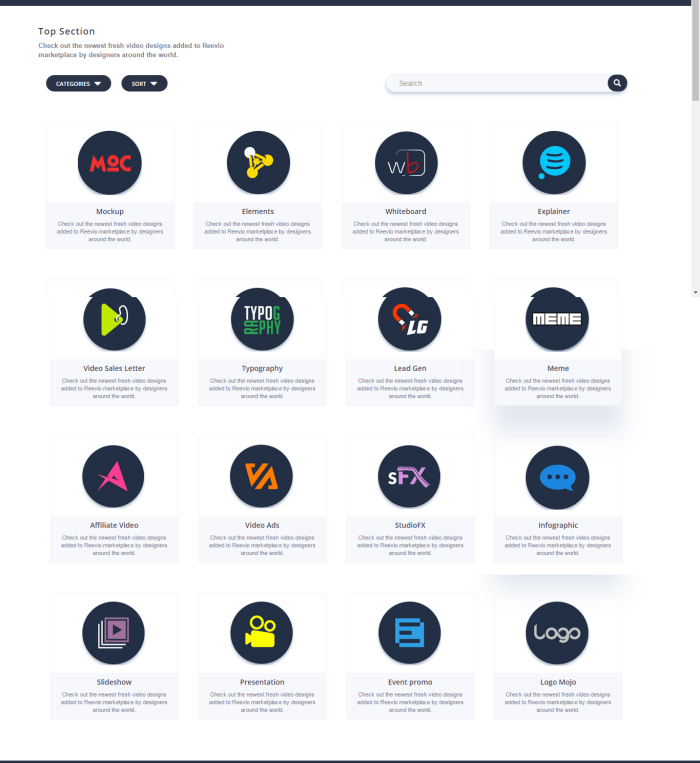 Top Section
Check out the newest fresh video designs added to Reevio
marketplace by designers around the world.
CATEGORIES
SORT
Search
MOC
wb
Mockup
Elements
Whiteboard
Explainer
Check out the newest fresh video designs
added to Reevio marketplace by designers
around the world.
Check out the newest fresh video designs
added to Reevio marketplace by designers
around the world.
Check out the newest fresh video designs
added to Reevio marketplace by designers
around the world.
Check out the newest fresh video designs
added to Reevio marketplace by designers
around the world.
TYPOG
RAPHY
LG
MEME
Video Sales Letter
Typography
Lead Gen
Meme
Check out the newest fresh video designs
added to Reevio marketplace by designers
around the world.
Check out the newest fresh video designs
added to Reevio marketplace by designers
around the world.
Check out the newest fresh video designs
added to Reevio marketplace by designers
around the world.
Check out the newest fresh video designs
added to Reevio marketplace by designers
around the world.
VA
sFX
Affiliate Video
Video Ads
StudioFX
Infographic
Check out the newest fresh video designs
added to Reevio marketplace by designers
around the world.
Check out the newest fresh video designs
added to Reevio marketplace by designers
around the world.
Check out the newest fresh video designs
added to Reevio marketplace by designers
around the world.
Check out the newest fresh video designs
added to Reevio marketplace by designers
around the world.
Logo
Slideshow
Presentation
Event promo
Logo Mojo
Check out the newest fresh video designs
added to Reevio marketplace by designers
around the world.
Check out the newest fresh video designs
added to Reevio marketplace by designers
around the world.
Check out the newest fresh video designs
added to Reevio marketplace by designers
around the world.
Check out the newest fresh video designs
added to Reevio marketplace by designers
around the world.